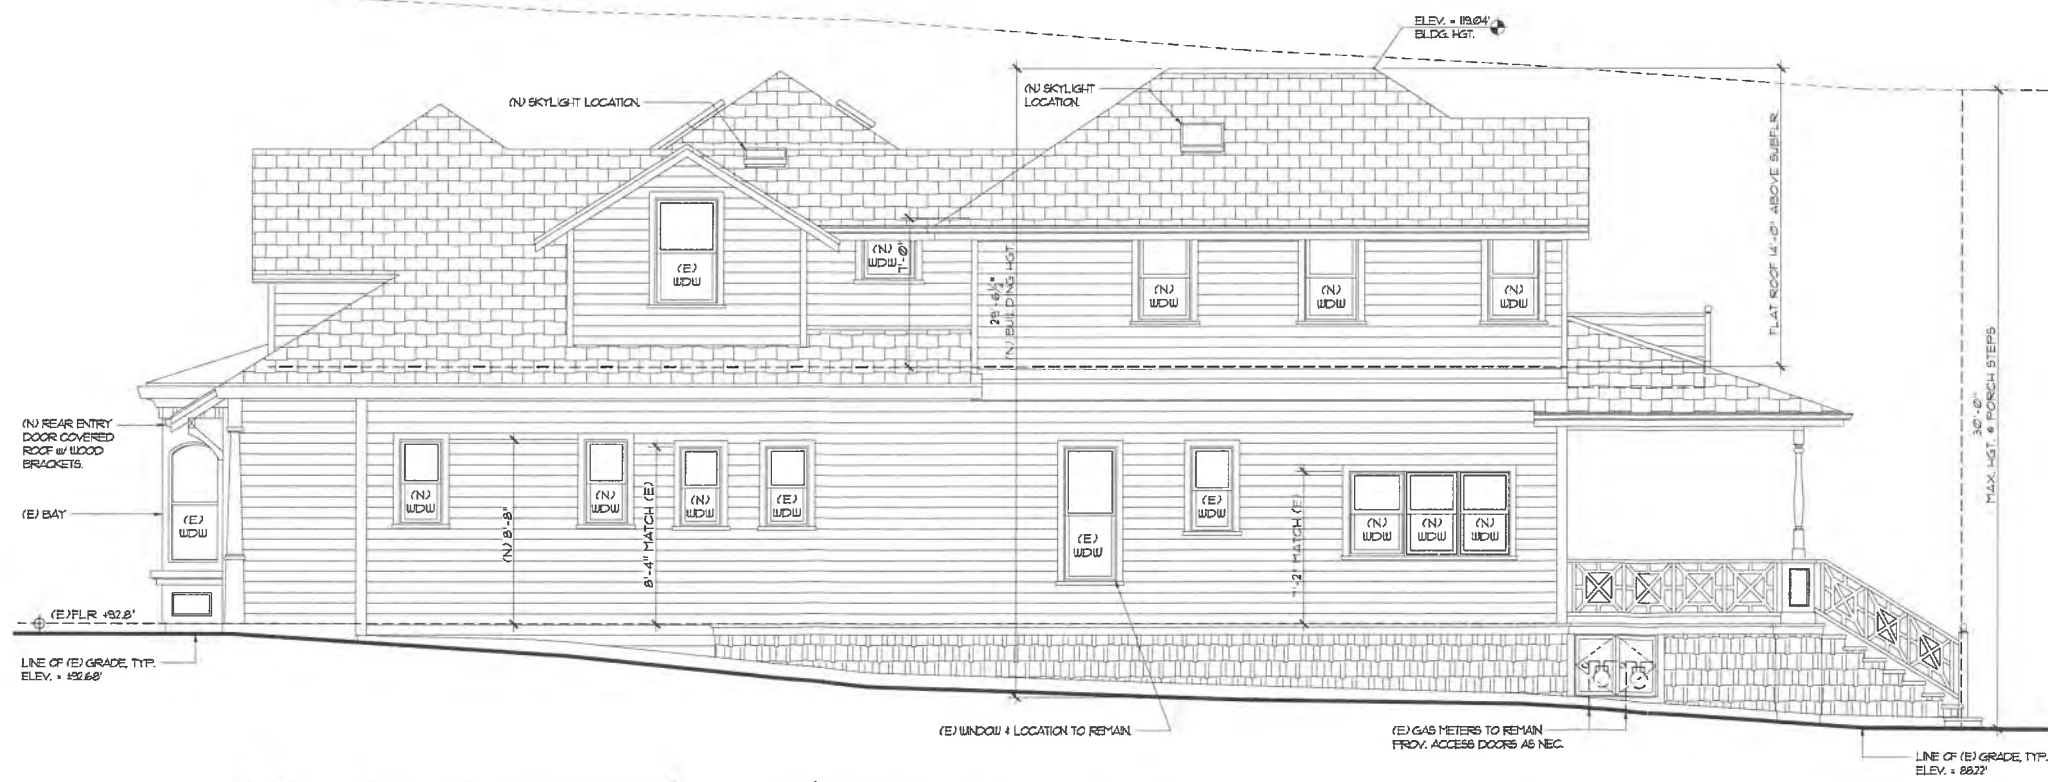 ELEV. = 119.04'
BLDG. HGT.
(N) SKYLIGHT LOCATION.
(N) SKYLIGHT
LOCATION.
FLAT ROOF 14'-0" ABOVE SUBFLR.
(E)
WDW
(N)
WDW
7'-0"
29'-6½"
(N) BUILDING HGT.
(N)
WDW
(N)
WDW
(N)
WDW
30'-0"
MAX. HGT. @ PORCH STEPS
(N) REAR ENTRY
DOOR COVERED
ROOF W/ WOOD
BRACKETS.
(E) BAY
(E)
WDW
(N)
WDW
(N) 8'-8"
(N)
WDW
8'-4" MATCH (E)
(N)
WDW
(E)
WDW
(E)
WDW
(E)
WDW
7'-2" MATCH (E)
(N)
WDW
(N)
WDW
(N)
WDW
(E)FLR +92.8'
LINE OF (E) GRADE, TYP.
ELEV. = +92.68'
(E) WINDOW & LOCATION TO REMAIN.
(E) GAS METERS TO REMAIN
PROV. ACCESS DOORS AS NEC.
LINE OF (E) GRADE, TYP.
ELEV. = 88.22'